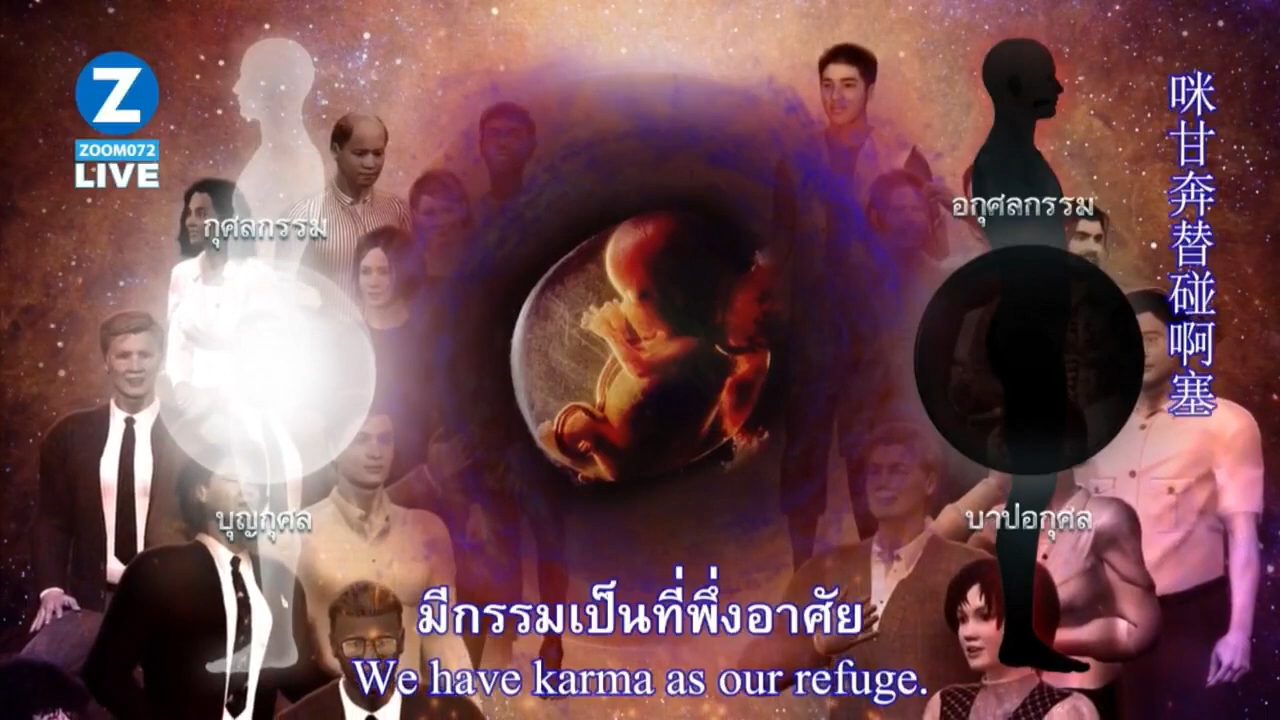 Z
ZOOM072
LIVE
กุศลกรรม
อกุศลกรรม
บุญกุศล
บาปอกุศล
咪甘奔替碰啊塞
มีกรรมเป็นที่พึ่งอาศัย
We have karma as our refuge.